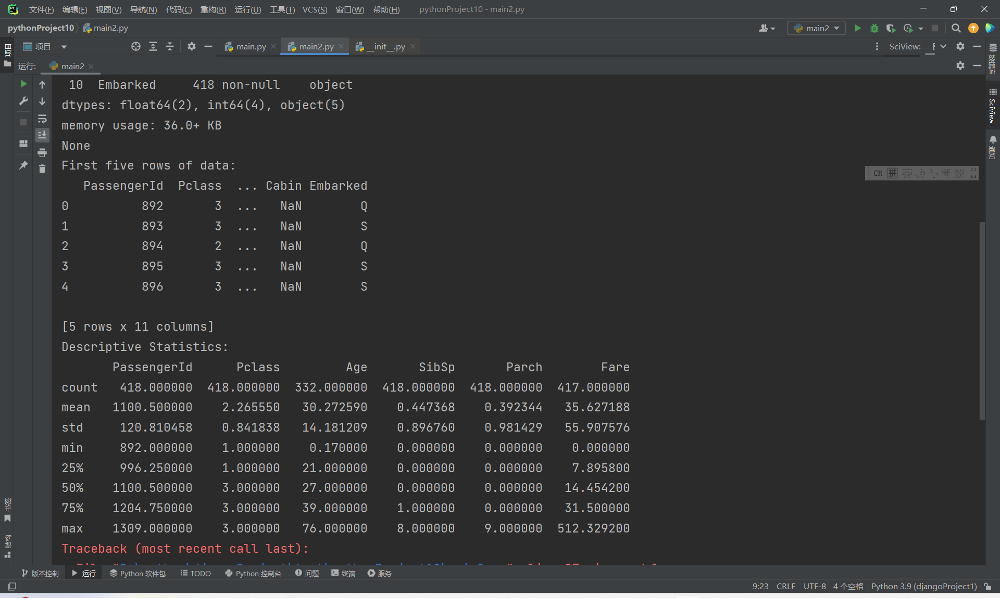 文件(F) 编辑(E) 视图(V) 导航(N) 代码(C) 重构(R) 运行(U) 工具(T) VCS(S) 窗口(W) 帮助(H) pythonProject10 - main2.py
pythonProject10 main2.py main2
项目 main.py main2.py __init__.py SciView:
运行: main2
10 Embarked 418 non-null object
dtypes: float64(2), int64(4), object(5)
memory usage: 36.0+ KB
None
First five rows of data:
PassengerId Pclass ... Cabin Embarked
0 892 3 ... NaN Q
1 893 3 ... NaN S
2 894 2 ... NaN Q
3 895 3 ... NaN S
4 896 3 ... NaN S
[5 rows x 11 columns]
Descriptive Statistics:
PassengerId Pclass Age SibSp Parch Fare
count 418.000000 418.000000 332.000000 418.000000 418.000000 417.000000
mean 1100.500000 2.265550 30.272590 0.447368 0.392344 35.627188
std 120.810458 0.841838 14.181209 0.896760 0.981429 55.907576
min 892.000000 1.000000 0.170000 0.000000 0.000000 0.000000
25% 996.250000 1.000000 21.000000 0.000000 0.000000 7.895800
50% 1100.500000 3.000000 27.000000 0.000000 0.000000 14.454200
75% 1204.750000 3.000000 39.000000 1.000000 0.000000 31.500000
max 1309.000000 3.000000 76.000000 8.000000 9.000000 512.329200
Traceback (most recent call last):
项目
书签
结构
数据库
SciView
通知
CH 拼
版本控制 运行 Python 软件包 TODO Python 控制台 问题 终端 服务
9:23 CRLF UTF-8 4 个空格 Python 3.9 (djangoProject1)